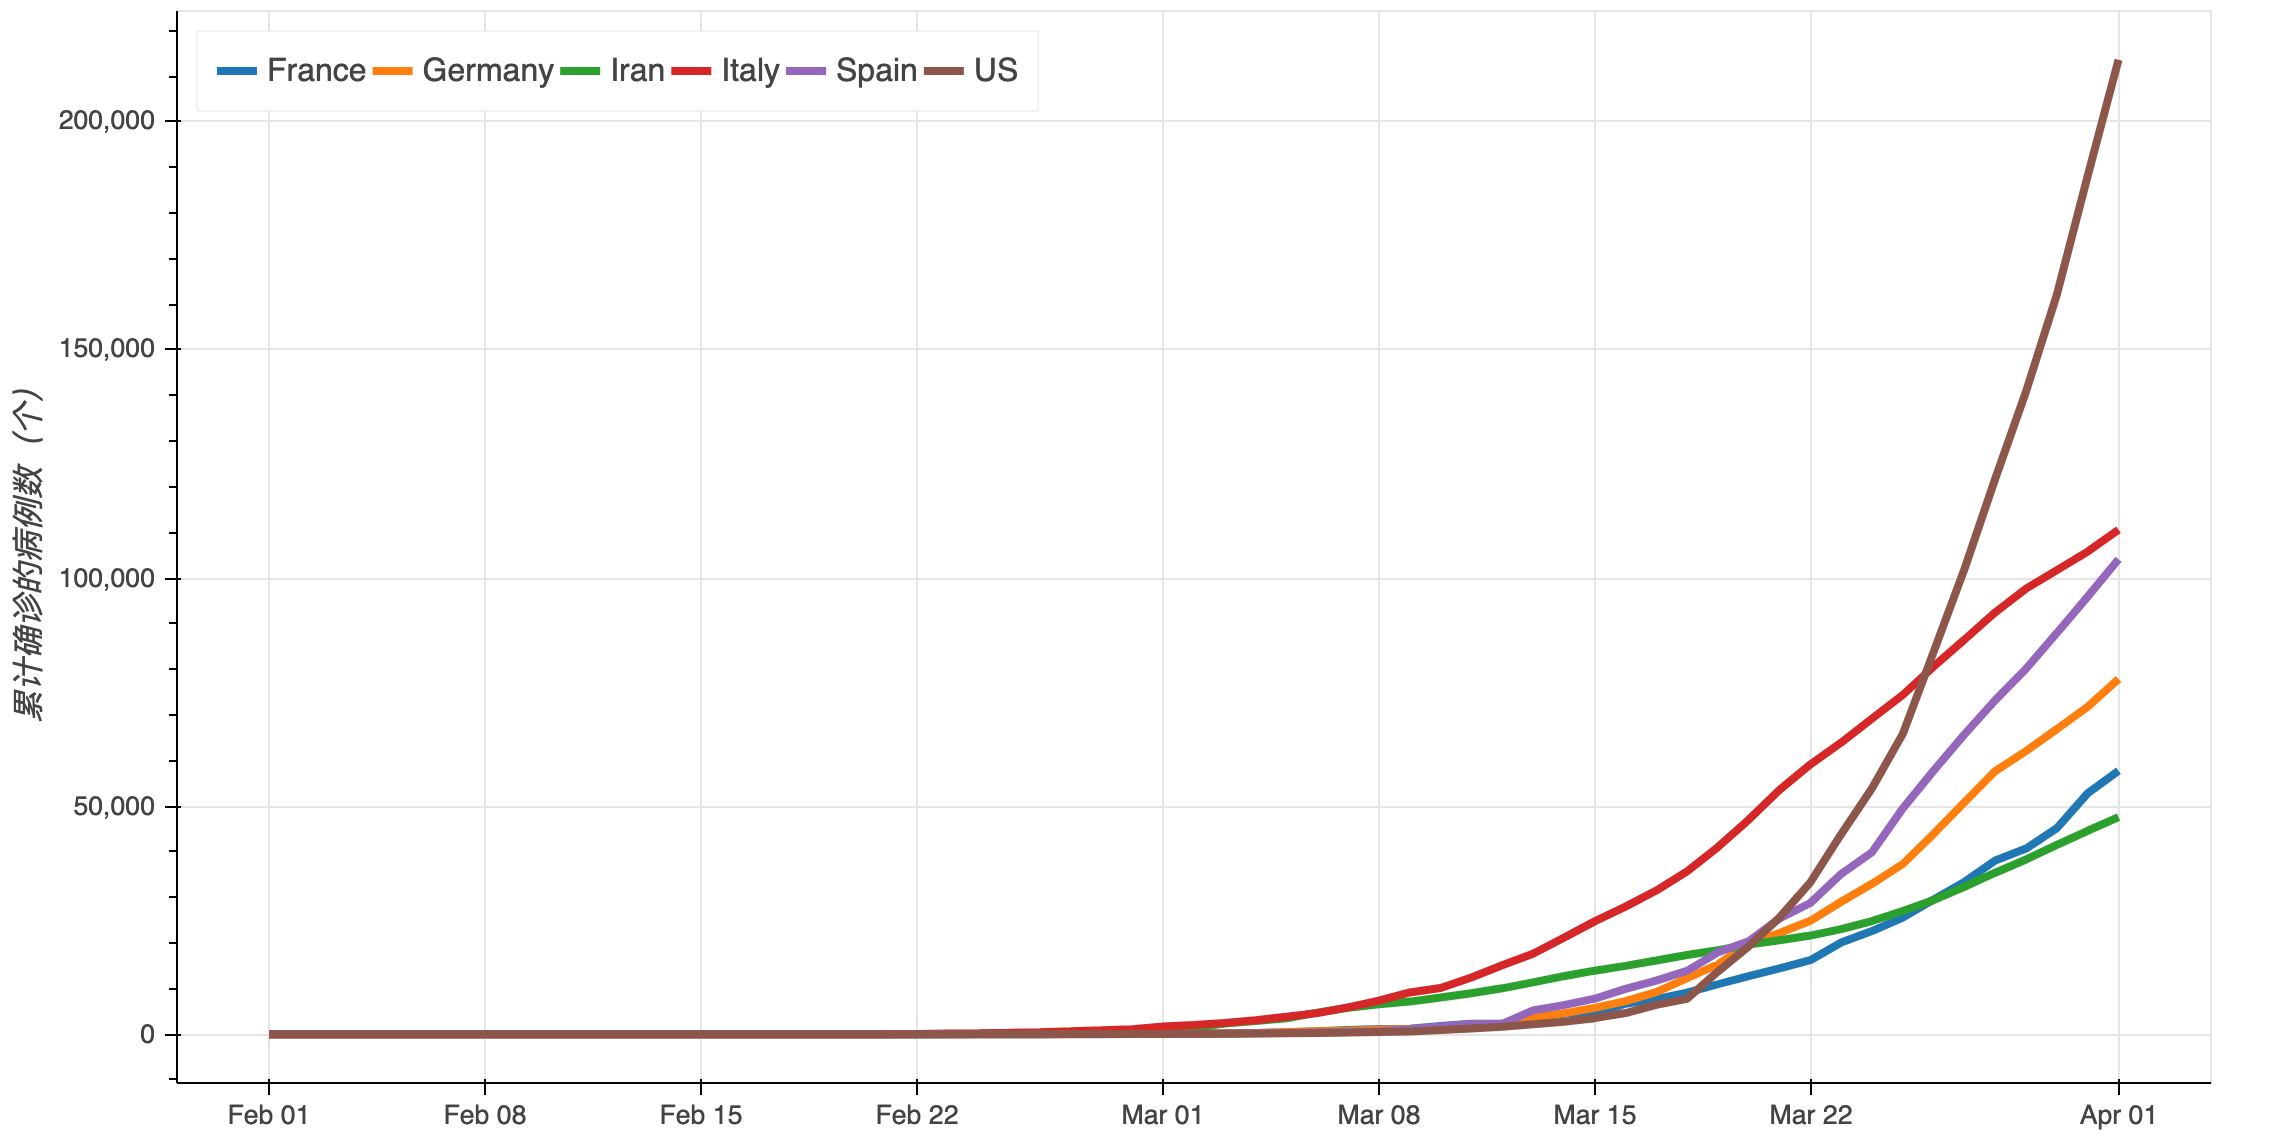 France Germany Iran Italy Spain US
200,000
150,000
100,000
50,000
0
累计确诊的病例数（个）
Feb 01 Feb 08 Feb 15 Feb 22 Mar 01 Mar 08 Mar 15 Mar 22 Apr 01